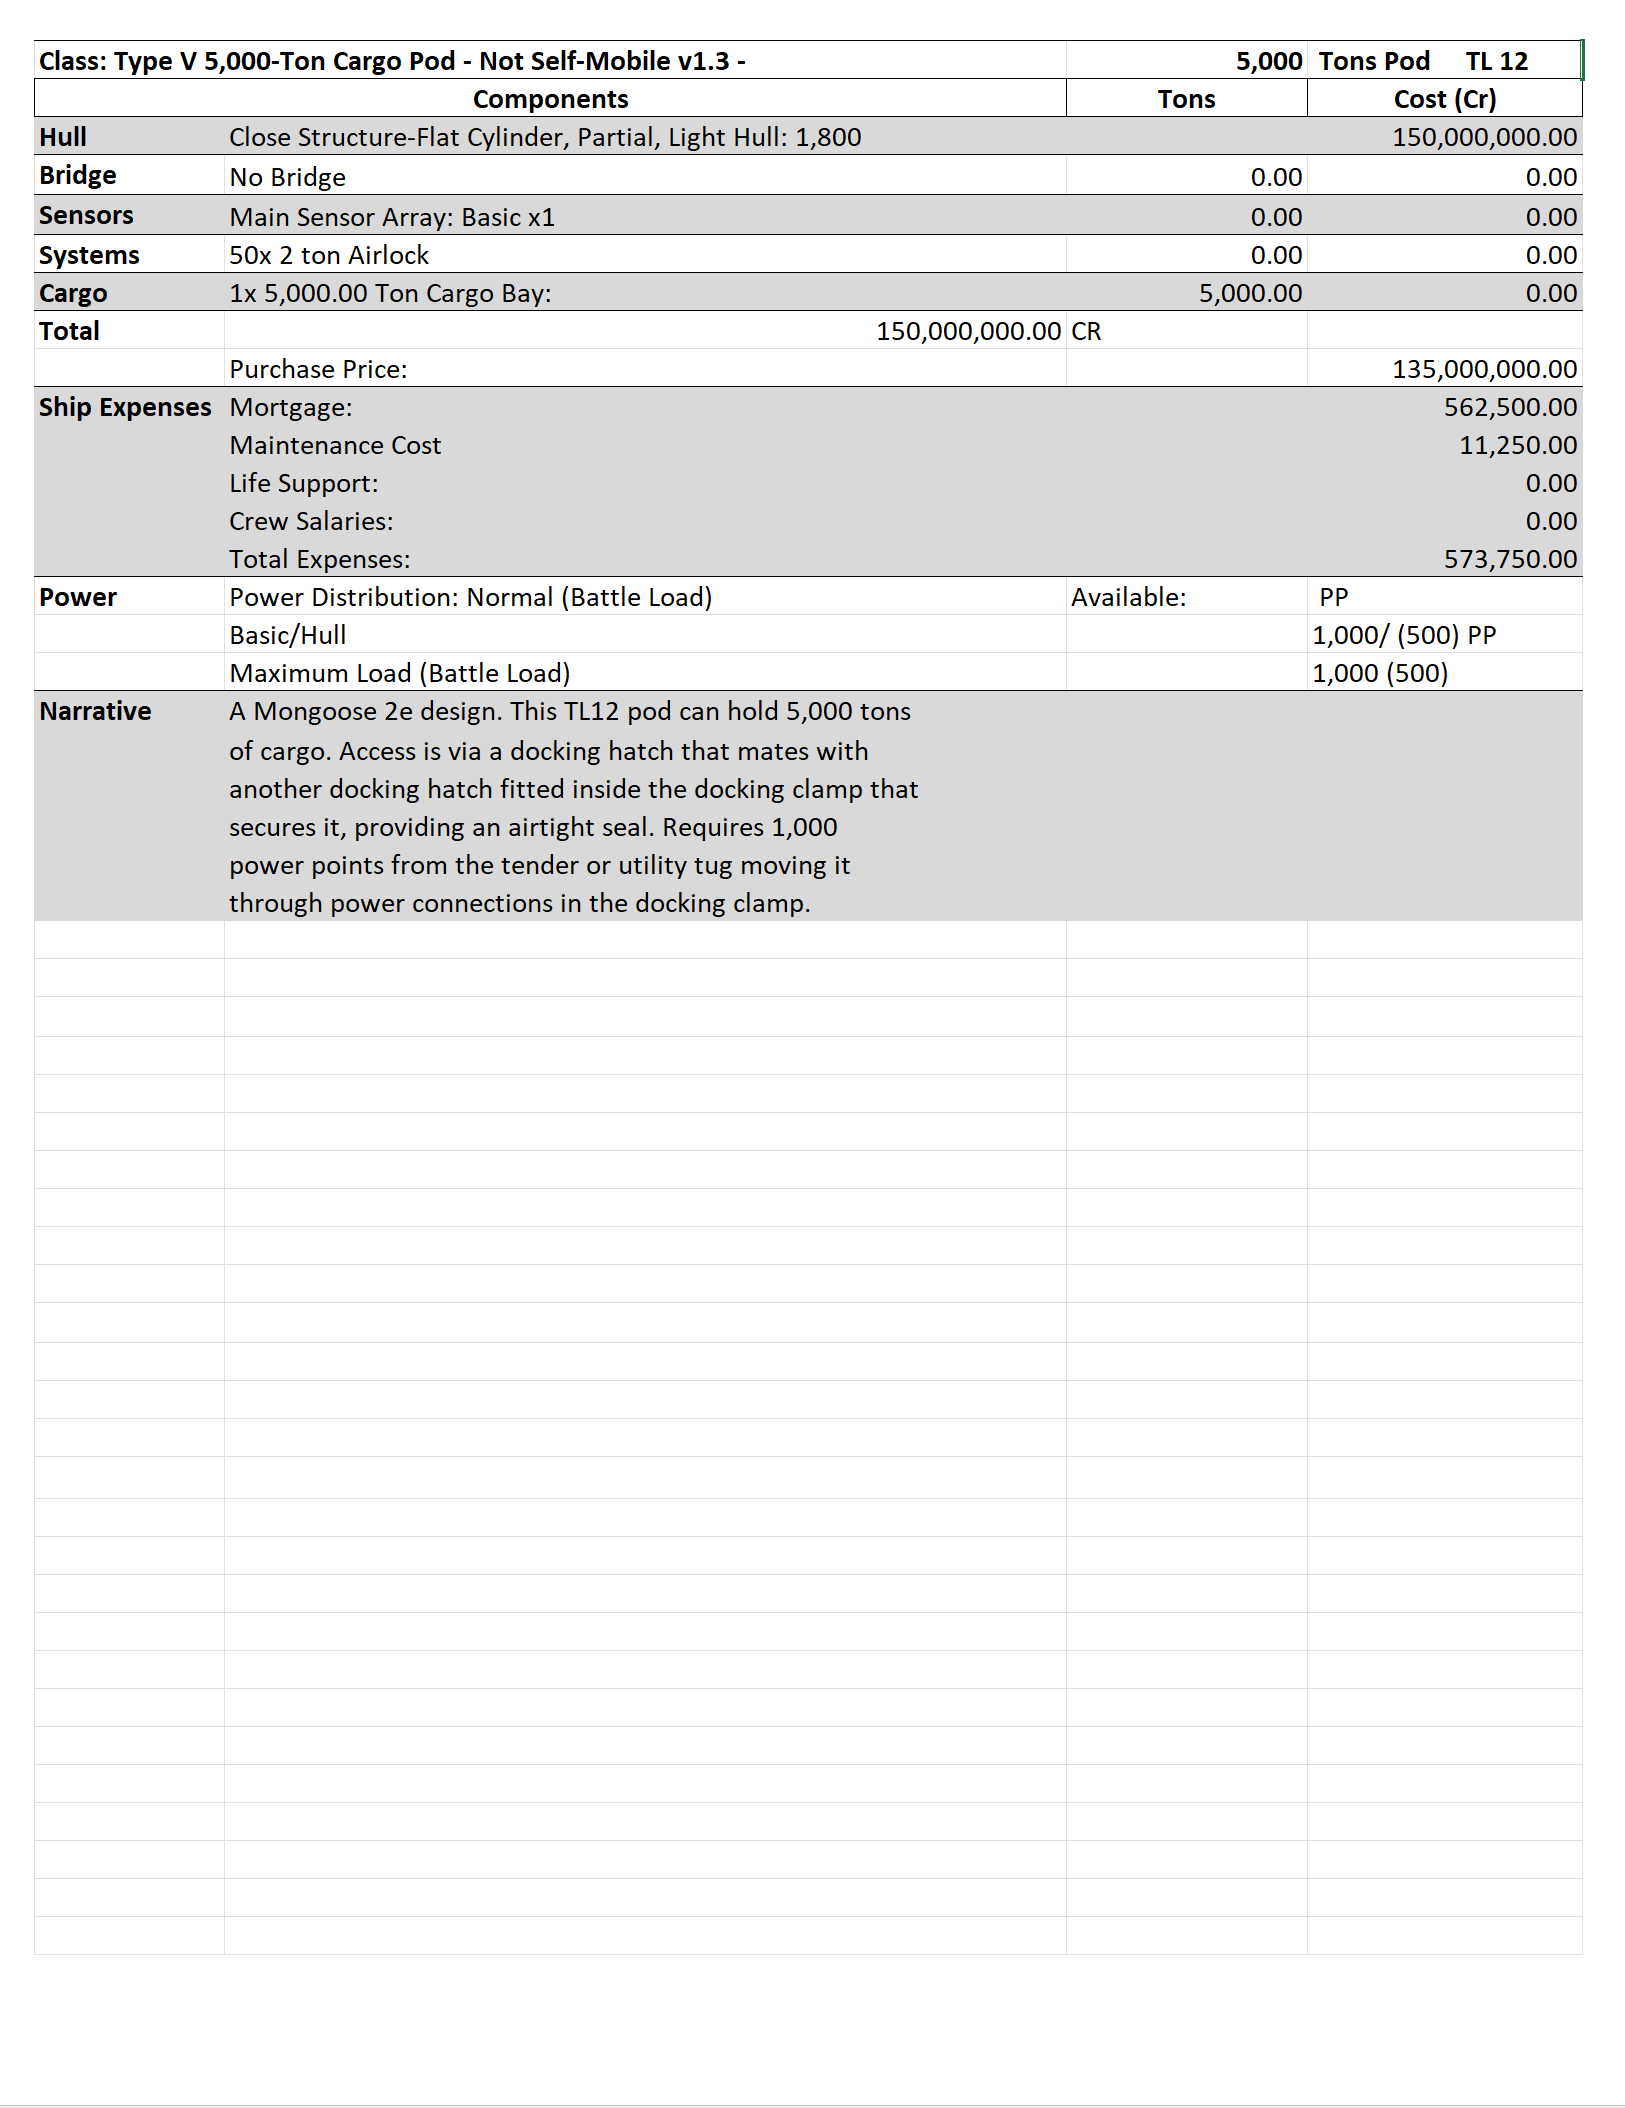 Class: Type V 5,000-Ton Cargo Pod - Not Self-Mobile v1.3 - 5,000 Tons Pod TL 12
Components Tons Cost (Cr)
Hull Close Structure-Flat Cylinder, Partial, Light Hull: 1,800 150,000,000.00
Bridge No Bridge 0.00 0.00
Sensors Main Sensor Array: Basic x1 0.00 0.00
Systems 50x 2 ton Airlock 0.00 0.00
Cargo 1x 5,000.00 Ton Cargo Bay: 5,000.00 0.00
Total 150,000,000.00 CR
Purchase Price: 135,000,000.00
Ship Expenses Mortgage: 562,500.00
Maintenance Cost 11,250.00
Life Support: 0.00
Crew Salaries: 0.00
Total Expenses: 573,750.00
Power Power Distribution: Normal (Battle Load) Available: PP
Basic/Hull 1,000/ (500) PP
Maximum Load (Battle Load) 1,000 (500)
Narrative A Mongoose 2e design. This TL12 pod can hold 5,000 tons
of cargo. Access is via a docking hatch that mates with
another docking hatch fitted inside the docking clamp that
secures it, providing an airtight seal. Requires 1,000
power points from the tender or utility tug moving it
through power connections in the docking clamp.